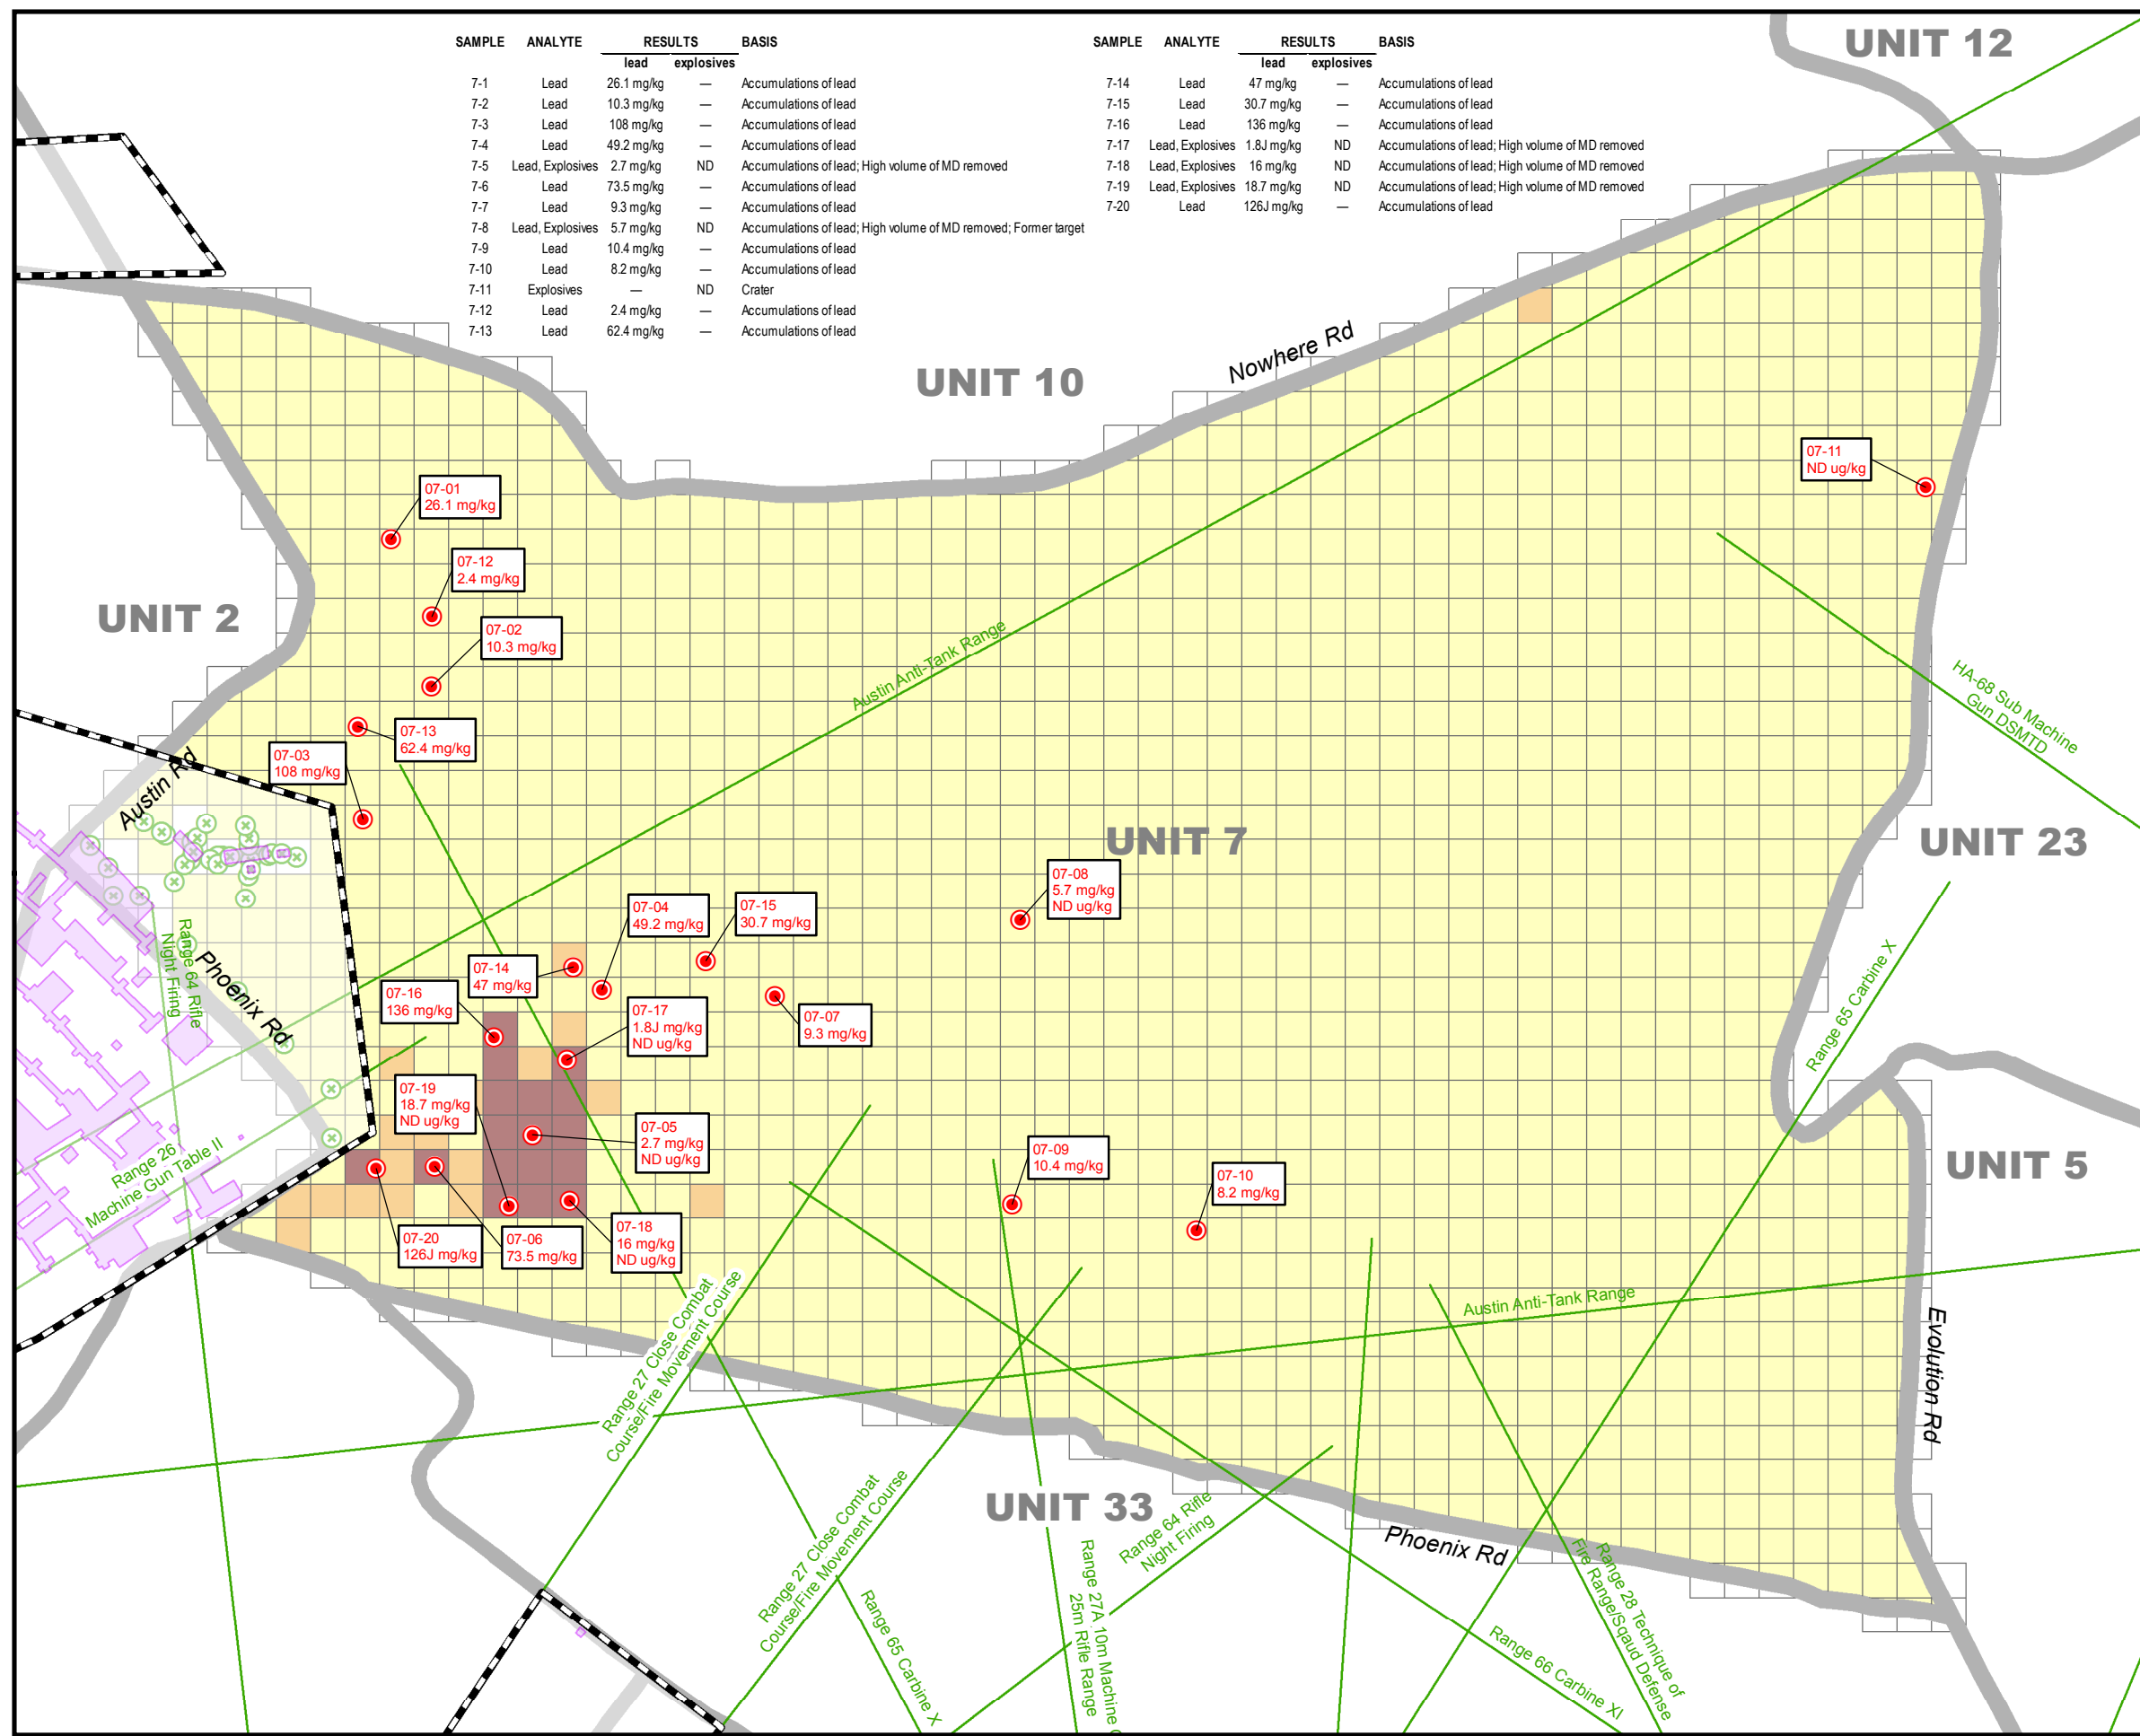 SAMPLE ANALYTE RESULTS BASIS
lead explosives
7-1 Lead 26.1 mg/kg — Accumulations of lead
7-2 Lead 10.3 mg/kg — Accumulations of lead
7-3 Lead 108 mg/kg — Accumulations of lead
7-4 Lead 49.2 mg/kg — Accumulations of lead
7-5 Lead, Explosives 2.7 mg/kg ND Accumulations of lead; High volume of MD removed
7-6 Lead 73.5 mg/kg — Accumulations of lead
7-7 Lead 9.3 mg/kg — Accumulations of lead
7-8 Lead, Explosives 5.7 mg/kg ND Accumulations of lead; High volume of MD removed; Former target
7-9 Lead 10.4 mg/kg — Accumulations of lead
7-10 Lead 8.2 mg/kg — Accumulations of lead
7-11 Explosives — ND Crater
7-12 Lead 2.4 mg/kg — Accumulations of lead
7-13 Lead 62.4 mg/kg — Accumulations of lead
SAMPLE ANALYTE RESULTS BASIS
lead explosives
7-14 Lead 47 mg/kg — Accumulations of lead
7-15 Lead 30.7 mg/kg — Accumulations of lead
7-16 Lead 136 mg/kg — Accumulations of lead
7-17 Lead, Explosives 1.8J mg/kg ND Accumulations of lead; High volume of MD removed
7-18 Lead, Explosives 16 mg/kg ND Accumulations of lead; High volume of MD removed
7-19 Lead, Explosives 18.7 mg/kg ND Accumulations of lead; High volume of MD removed
7-20 Lead 126J mg/kg — Accumulations of lead
UNIT 12
UNIT 10
Nowhere Rd
07-11
ND ug/kg
07-01
26.1 mg/kg
07-12
2.4 mg/kg
UNIT 2
07-02
10.3 mg/kg
Austin Anti-Tank Range
HA-68 Sub Machine
Gun DSMTD
07-13
62.4 mg/kg
07-03
108 mg/kg
Austin Rd
UNIT 7
UNIT 23
07-08
5.7 mg/kg
ND ug/kg
07-04
49.2 mg/kg
07-15
30.7 mg/kg
07-14
47 mg/kg
Range 64 Rifle
Night Firing
Phoenix Rd
07-16
136 mg/kg
07-17
1.8J mg/kg
ND ug/kg
07-07
9.3 mg/kg
Range 65 Carbine X
07-19
18.7 mg/kg
ND ug/kg
07-05
2.7 mg/kg
ND ug/kg
07-09
10.4 mg/kg
07-10
8.2 mg/kg
UNIT 5
Range 26
Machine Gun Table II
07-20
126J mg/kg
07-06
73.5 mg/kg
07-18
16 mg/kg
ND ug/kg
Austin Anti-Tank Range
Range 27 Close Combat
Course/Fire Movement Course
Evolution Rd
UNIT 33
Range 27 Close Combat
Course/Fire Movement Course
Range 64 Rifle
Night Firing
Phoenix Rd
Range 65 Carbine X
Range 27A 10m Machine
25m Rifle Range
Range 66 Carbine XI
Range 28 Technique of
Fire Range/Sqaud Defense